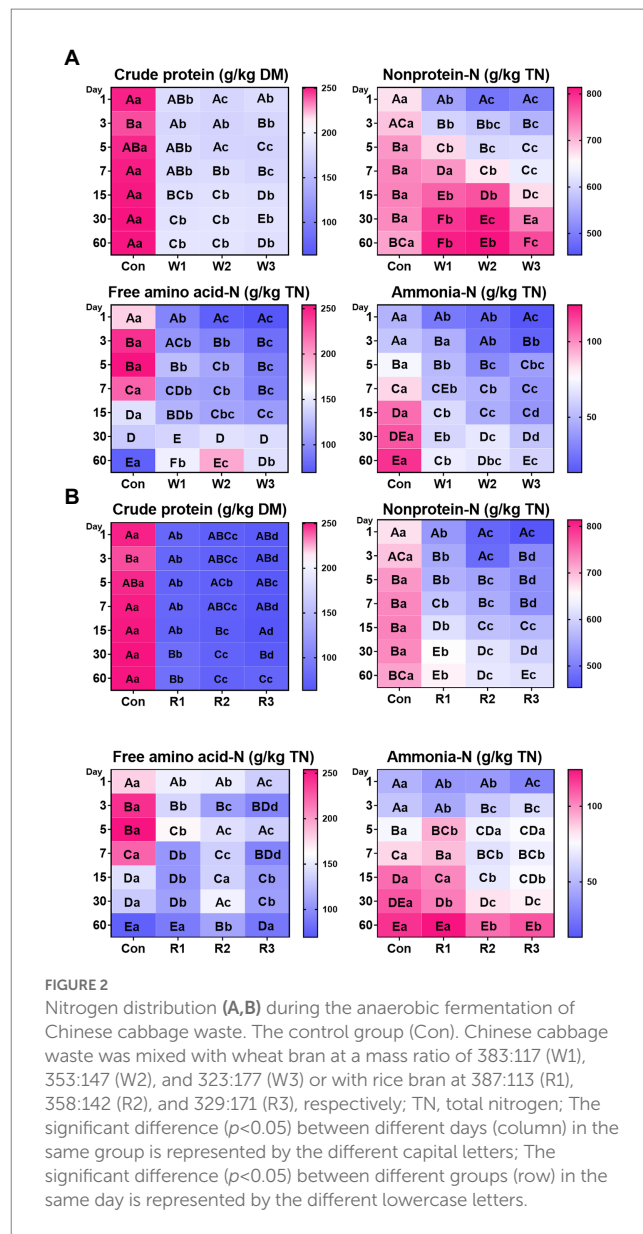 A
Crude protein (g/kg DM)
Nonprotein-N (g/kg TN)
Day
1 Aa ABb Ac Ab
3 Ba Ab Ab Bb
5 ABa ABb Ac Cc
7 Aa ABb Bb Bc
15 Aa BCb Cb Db
30 Aa Cb Cb Eb
60 Aa Cb Cb Db
Con W1 W2 W3
250
200
150
100
Day
1 Aa Ab Ac Ac
3 ACa Bb Bbc Bc
5 Ba Cb Bc Cc
7 Ba Da Cb Cc
15 Ba Eb Db Dc
30 Ba Fb Ec Ea
60 BCa Fb Eb Fc
Con W1 W2 W3
800
700
600
500
Free amino acid-N (g/kg TN)
Ammonia-N (g/kg TN)
Day
1 Aa Ab Ac Ac
3 Ba ACb Bb Bc
5 Ba Bb Cb Bc
7 Ca CDb Cb Bc
15 Da BDb Cbc Cc
30 D E D D
60 Ea Fb Ec Db
Con W1 W2 W3
250
200
150
100
Day
1 Aa Ab Ac Ac
3 Aa Ba Ab Bb
5 Ba Bb Bc Cbc
7 Ca CEb Cc Cc
15 Da Cb Cc Cd
30 DEa Eb Dc Dd
60 Ea Cb Dbc Ec
Con W1 W2 W3
100
50
B
Crude protein (g/kg DM)
Nonprotein-N (g/kg TN)
Day
1 Aa Ab ABCc ABd
3 Ba Ab ABCc ABd
5 ABa Ab ACb ABc
7 Aa Ab ABCc ABd
15 Aa Ab Bc Ad
30 Aa Bb Cc Bd
60 Aa Bb Cc Cc
Con R1 R2 R3
250
200
150
100
Day
1 Aa Ab Ac Ac
3 ACa Bb Ac Bd
5 Ba Bb Bc Bd
7 Ba Cb Bc Bd
15 Ba Db Cc Cc
30 Ba Eb Dc Dd
60 BCa Eb Dc Ec
Con R1 R2 R3
800
700
600
500
Free amino acid-N (g/kg TN)
Ammonia-N (g/kg TN)
Day
1 Aa Ab Ab Ac
3 Ba Bb Bc BDd
5 Ba Cb Ac Ac
7 Ca Db Cc BDd
15 Da Db Ca Cb
30 Da Db Ac Cb
60 Ea Ea Bb Da
Con R1 R2 R3
250
200
150
100
Day
1 Aa Ab Ab Ac
3 Aa Ab Bc Bc
5 Ba BCb CDa CDa
7 Ca Ba BCb BCb
15 Da Ca Cb CDb
30 DEa Db Dc Dc
60 Ea Ea Eb Eb
Con R1 R2 R3
100
50
FIGURE 2
Nitrogen distribution (A,B) during the anaerobic fermentation of
Chinese cabbage waste. The control group (Con). Chinese cabbage
waste was mixed with wheat bran at a mass ratio of 383:117 (W1),
353:147 (W2), and 323:177 (W3) or with rice bran at 387:113 (R1),
358:142 (R2), and 329:171 (R3), respectively; TN, total nitrogen; The
significant difference (p<0.05) between different days (column) in the
same group is represented by the different capital letters; The
significant difference (p<0.05) between different groups (row) in the
same day is represented by the different lowercase letters.